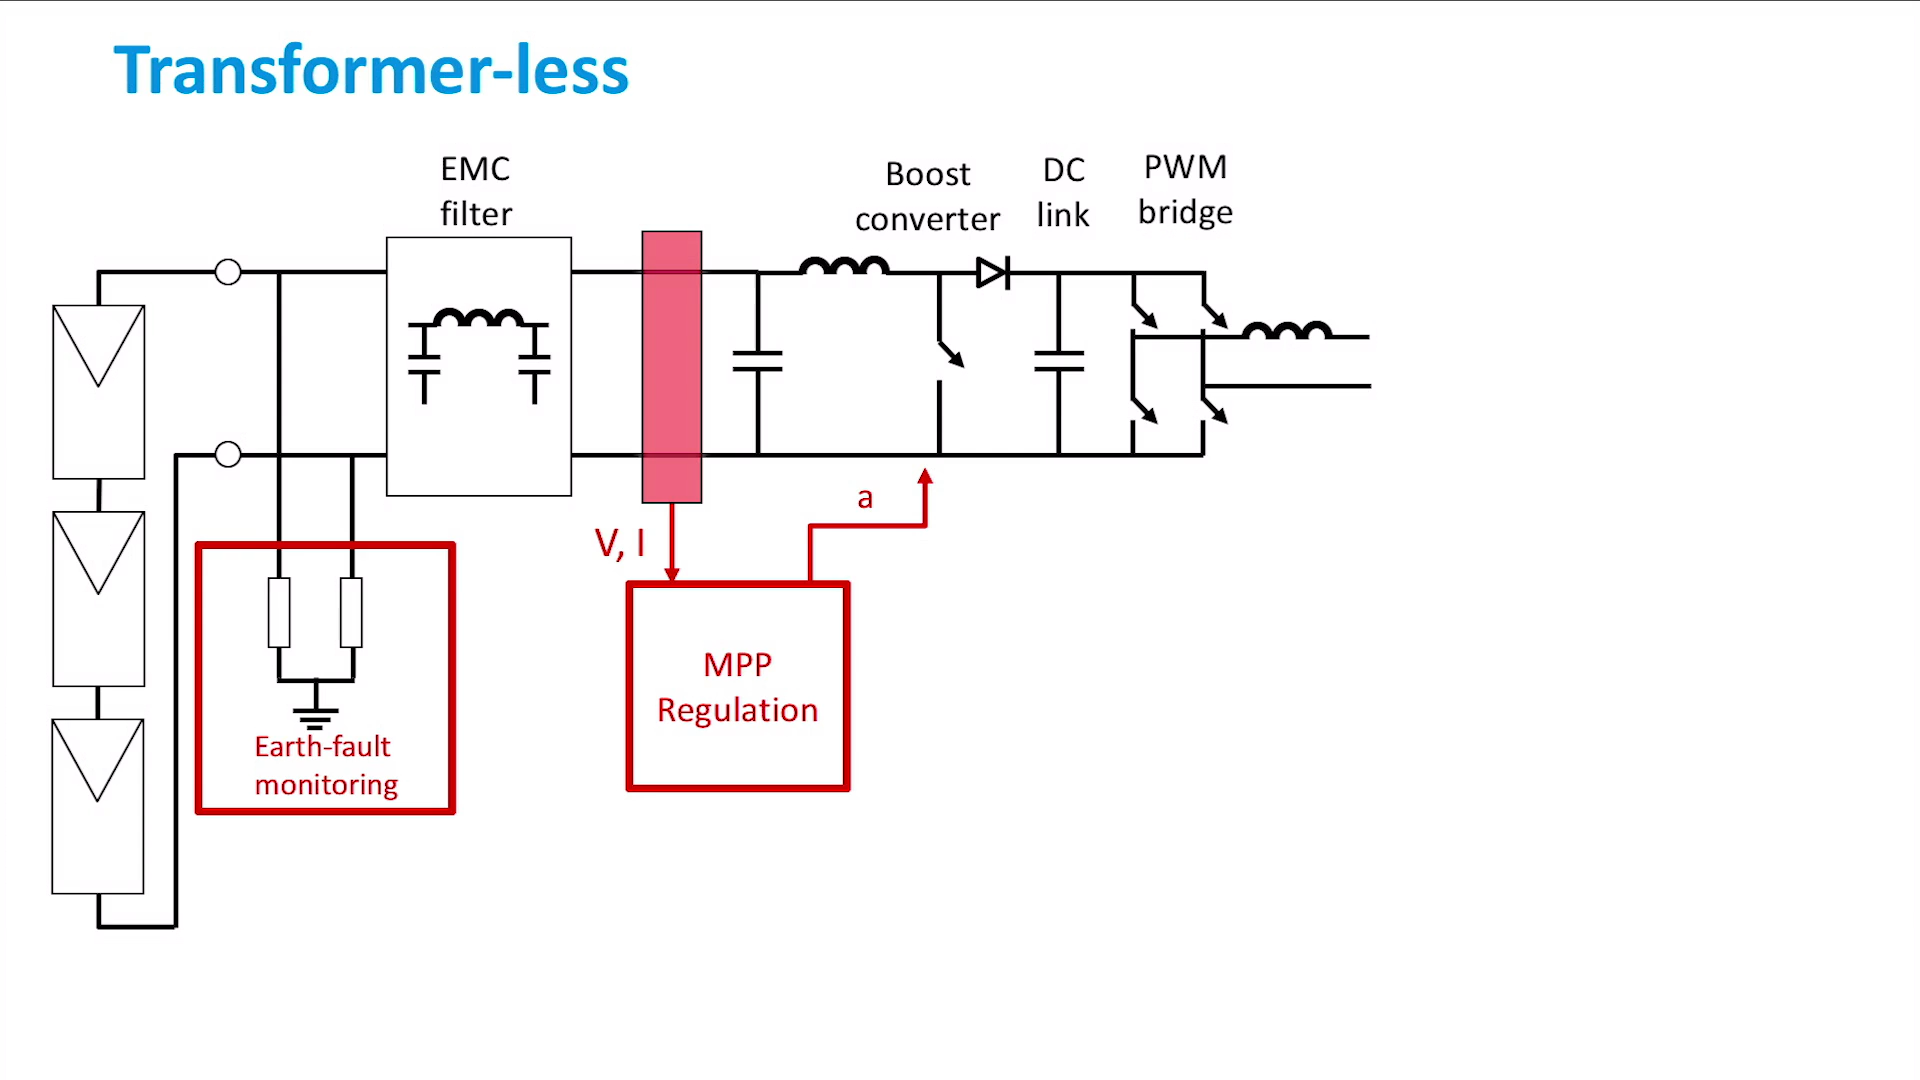 Transformer-less
EMC
filter
Boost
converter
DC
link
PWM
bridge
a
V, I
MPP
Regulation
Earth-fault
monitoring